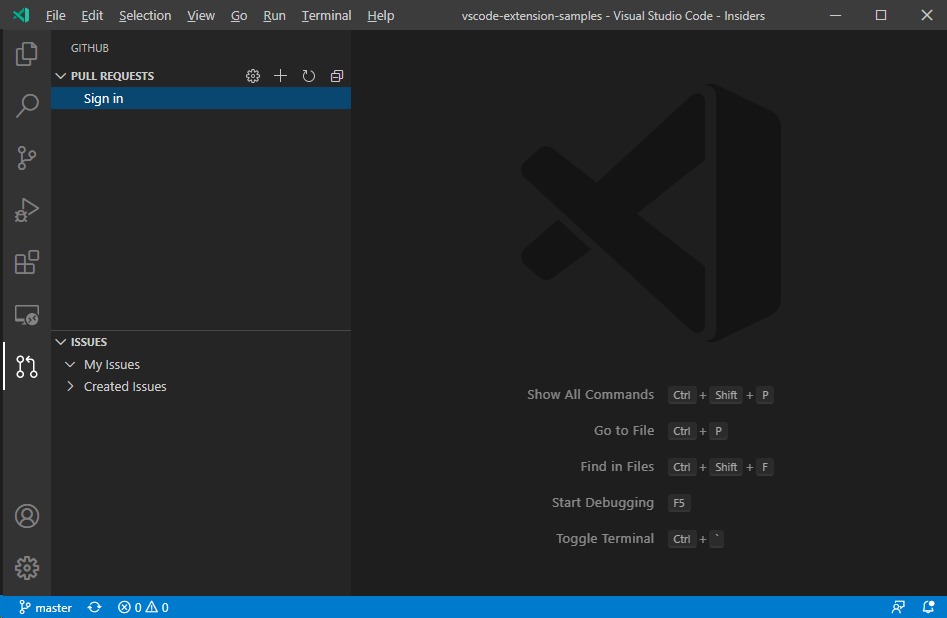 File Edit Selection View Go Run Terminal Help vscode-extension-samples - Visual Studio Code - Insiders
GITHUB
PULL REQUESTS
Sign in
ISSUES
My Issues
Created Issues
Show All Commands Ctrl + Shift + P
Go to File Ctrl + P
Find in Files Ctrl + Shift + F
Start Debugging F5
Toggle Terminal Ctrl + `
master 0 0